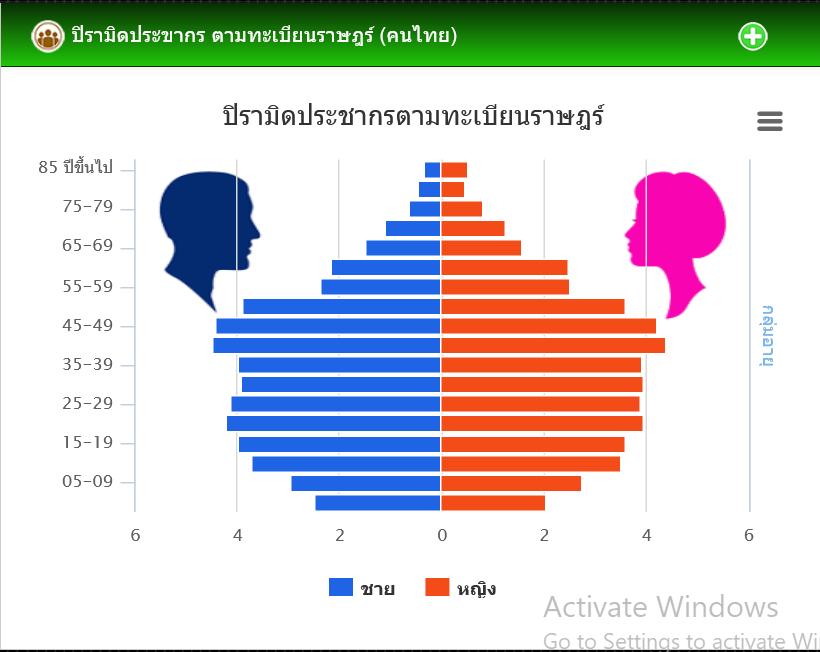 ปิรามิดประขากร ตามทะเบียนราษฎร์ (คนไทย)
ปิรามิดประชากรตามทะเบียนราษฎร์
85 ปีขึ้นไป
75-79
65-69
55-59
45-49
35-39
25-29
15-19
05-09
กลุ่มอายุ
6 4 2 0 2 4 6
ชาย หญิง
Activate Windows
Go to Settings to activate Wi